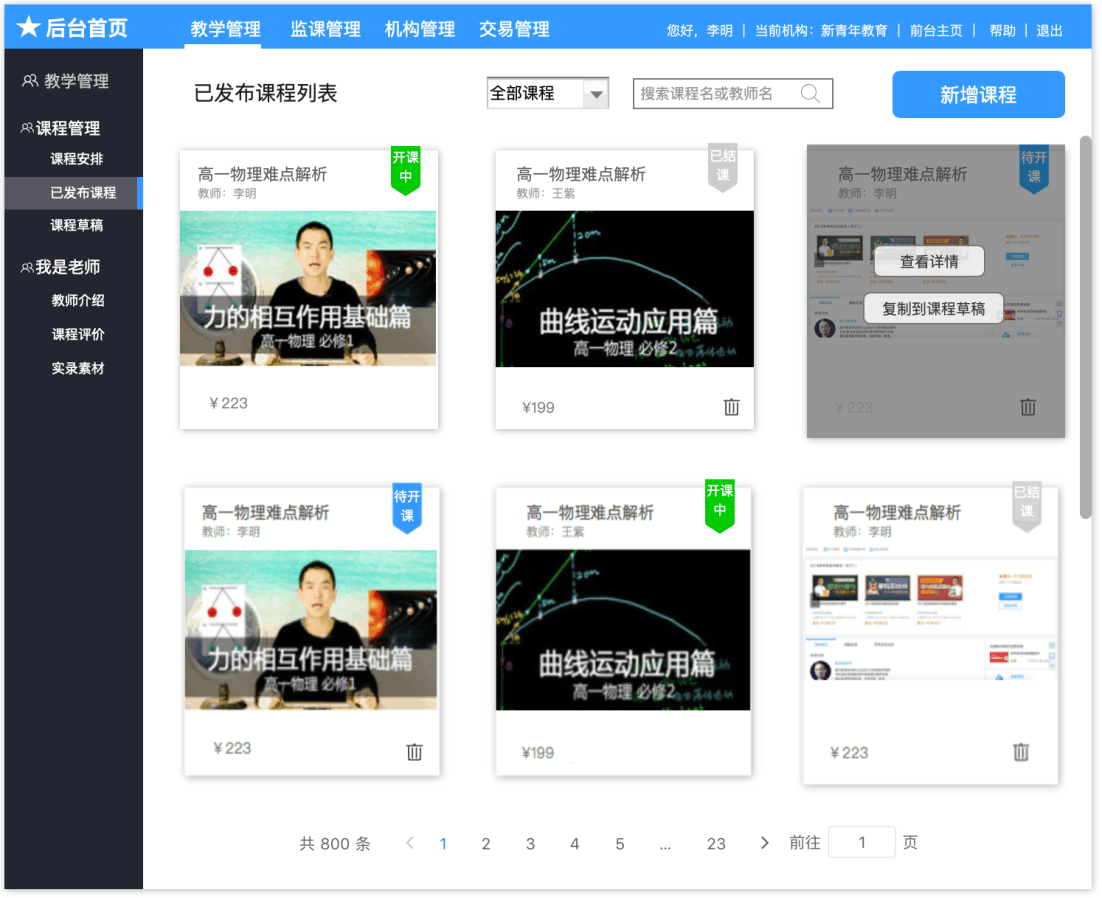 后台首页
教学管理 监课管理 机构管理 交易管理
您好, 李明 | 当前机构: 新青年教育 | 前台主页 | 帮助 | 退出
教学管理
课程管理
课程安排
已发布课程
课程草稿
我是老师
教师介绍
课程评价
实录素材
已发布课程列表
全部课程
搜索课程名或教师名
新增课程
高一物理难点解析
教师: 李明
开课中
力的相互作用基础篇
高一物理 必修1
¥223
高一物理难点解析
教师: 王紫
已结课
20m
曲线运动应用篇
高一物理 必修2
¥199
高一物理难点解析
教师: 李明
待开课
查看详情
复制到课程草稿
¥223
高一物理难点解析
教师: 李明
待开课
力的相互作用基础篇
高一物理 必修1
¥223
高一物理难点解析
教师: 王紫
开课中
20m
曲线运动应用篇
高一物理 必修2
¥199
高一物理难点解析
教师: 李明
已结课
¥223
共 800 条 < 1 2 3 4 5 ... 23 > 前往 1 页